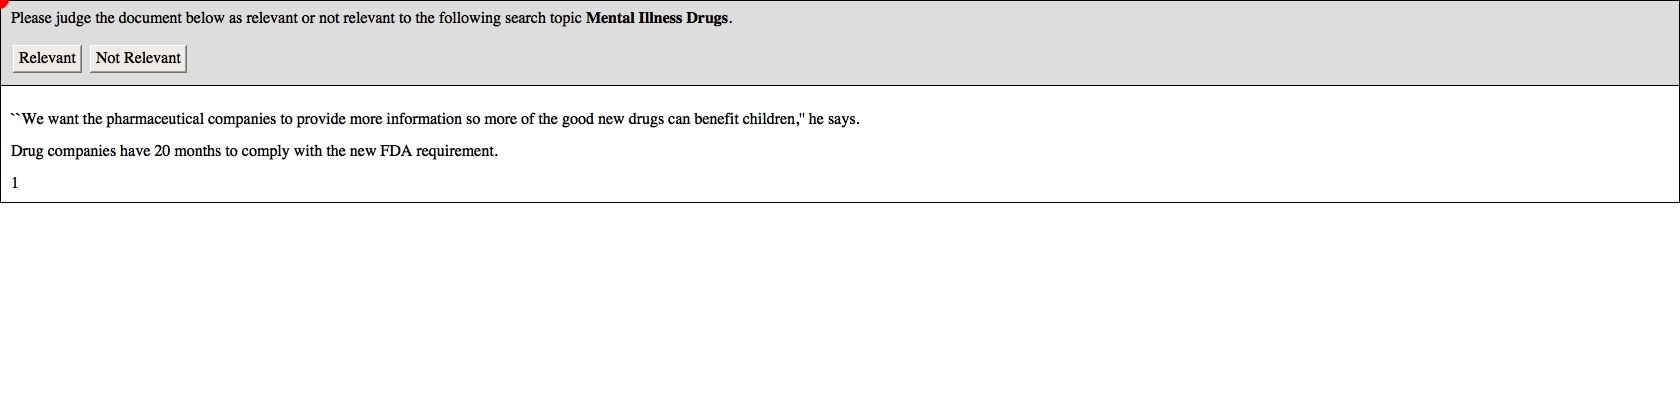 Please judge the document below as relevant or not relevant to the following search topic Mental Illness Drugs.
Relevant Not Relevant
``We want the pharmaceutical companies to provide more information so more of the good new drugs can benefit children,'' he says.
Drug companies have 20 months to comply with the new FDA requirement.
1